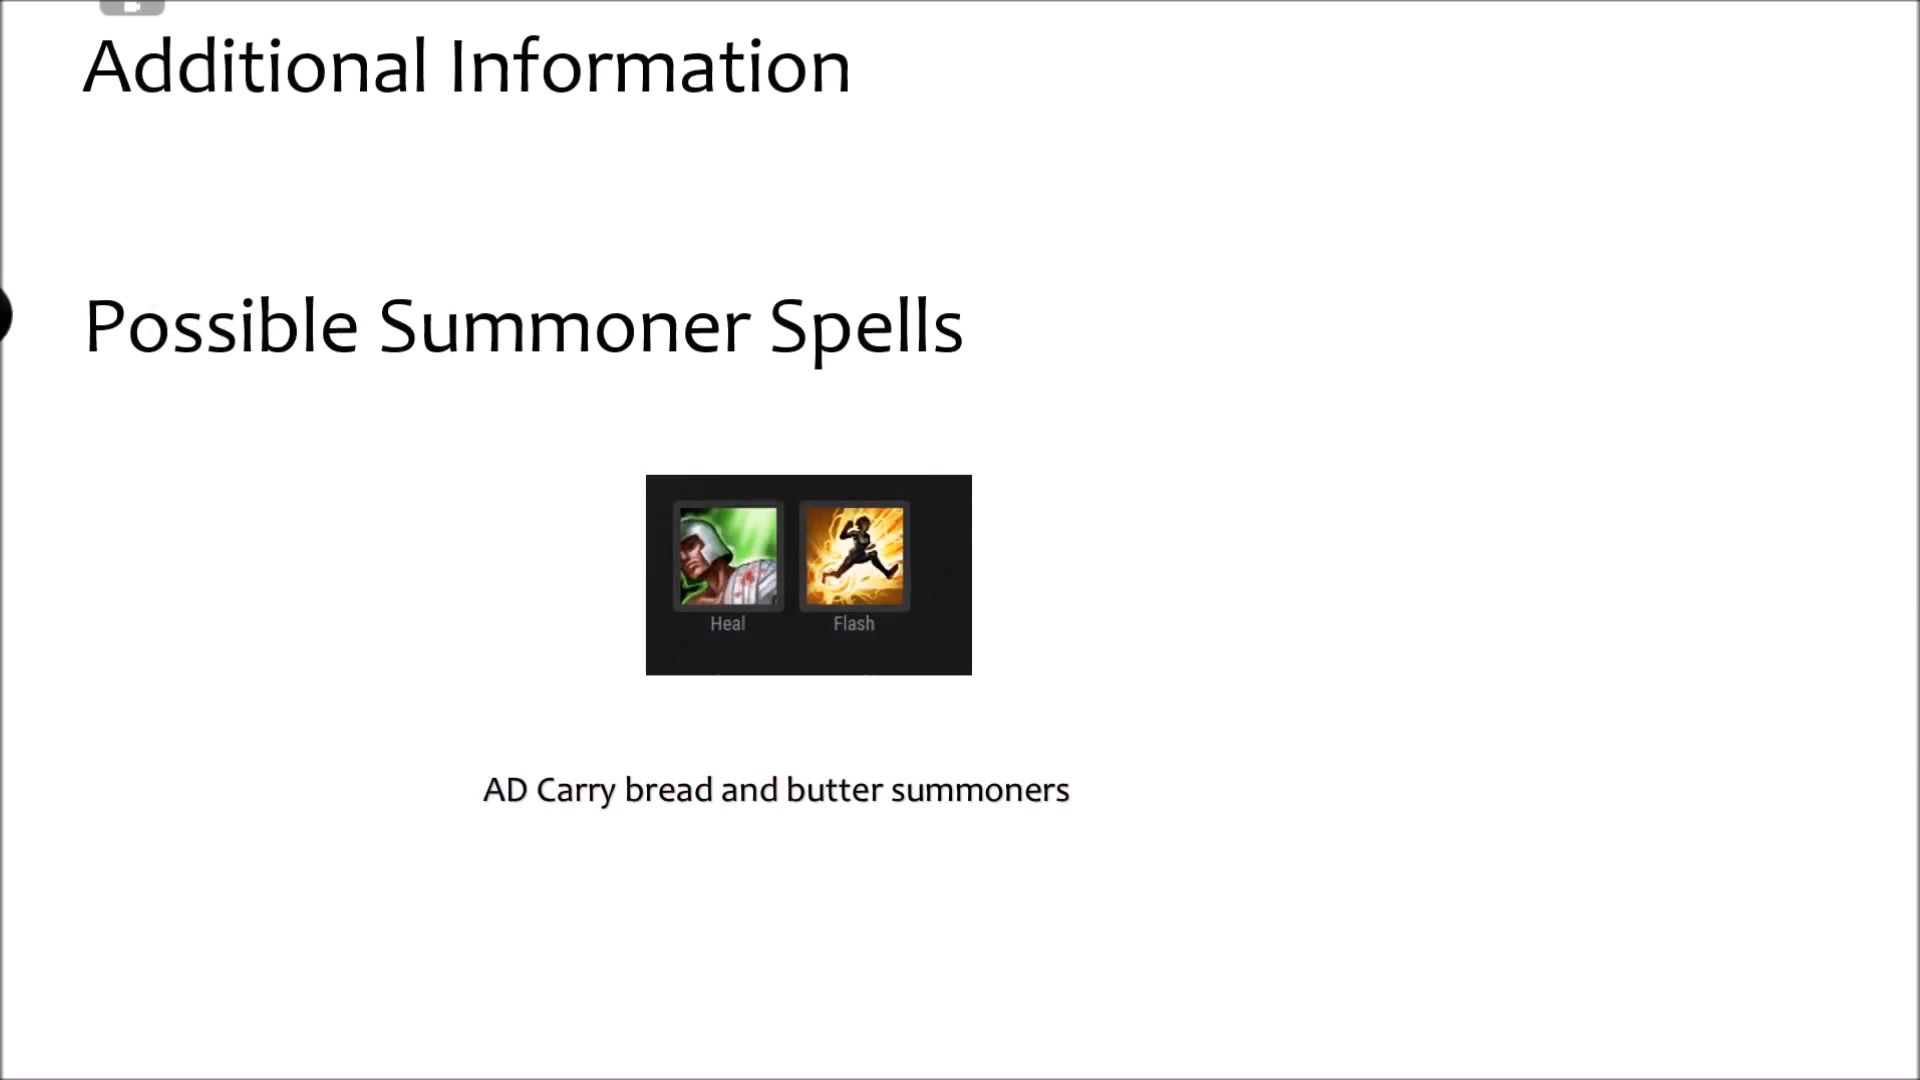 Additional Information
Possible Summoner Spells
Heal Flash
AD Carry bread and butter summoners